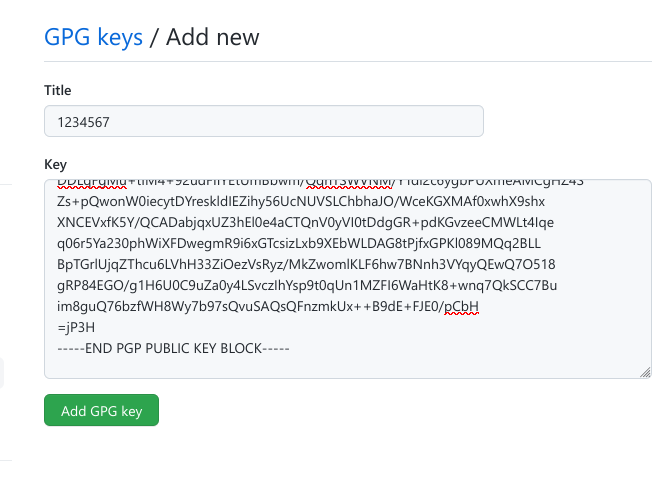 GPG keys / Add new
Title
1234567
Key
Zs+pQwonW0iecytDYreskldIEZihy56UcNUVSLChbhaJO/WceKGXMAf0xwhX9shx
XNCEVxfK5Y/QCADabjqxUZ3hEl0e4aCTQnV0yVI0tDdgGR+pdKGvzeeCMWLt4Iqe
q06r5Ya230phWiXFDwegmR9i6xGTcsizLxb9XEbWLDAG8tPjfxGPKl089MQq2BLL
BpTGrlUjqZThcu6LVhH33ZiOezVsRyz/MkZwomlKLF6hw7BNnh3VYqyQEwQ7O518
gRP84EGO/g1H6U0C9uZa0y4LSvczIhYsp9t0qUn1MZFI6WaHtK8+wnq7QkSCC7Bu
im8guQ76bzfWH8Wy7b97sQvuSAQsQFnzmkUx++B9dE+FJE0/pCbH
=jP3H
-----END PGP PUBLIC KEY BLOCK-----
Add GPG key